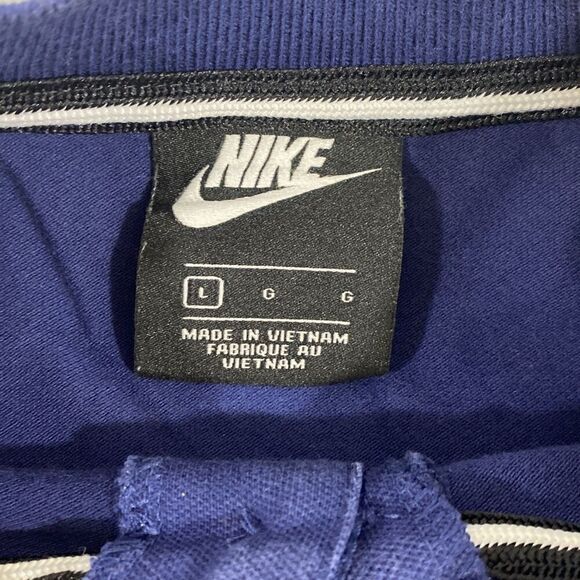 NIKE
L G G
MADE IN VIETNAM
FABRIQUE AU
VIETNAM